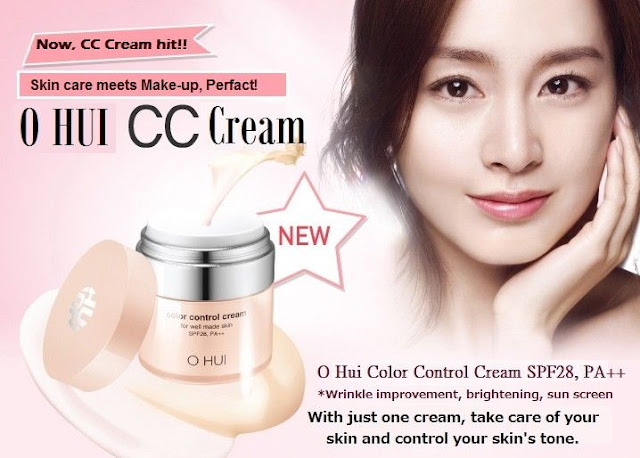 Now, CC Cream hit!!
Skin care meets Make-up, Perfact!
O HUI CC Cream
NEW
color control cream
for well made skin
SPF28, PA++
O HUI
O Hui Color Control Cream SPF28, PA++
*Wrinkle improvement, brightening, sun screen
With just one cream, take care of your
skin and control your skin's tone.